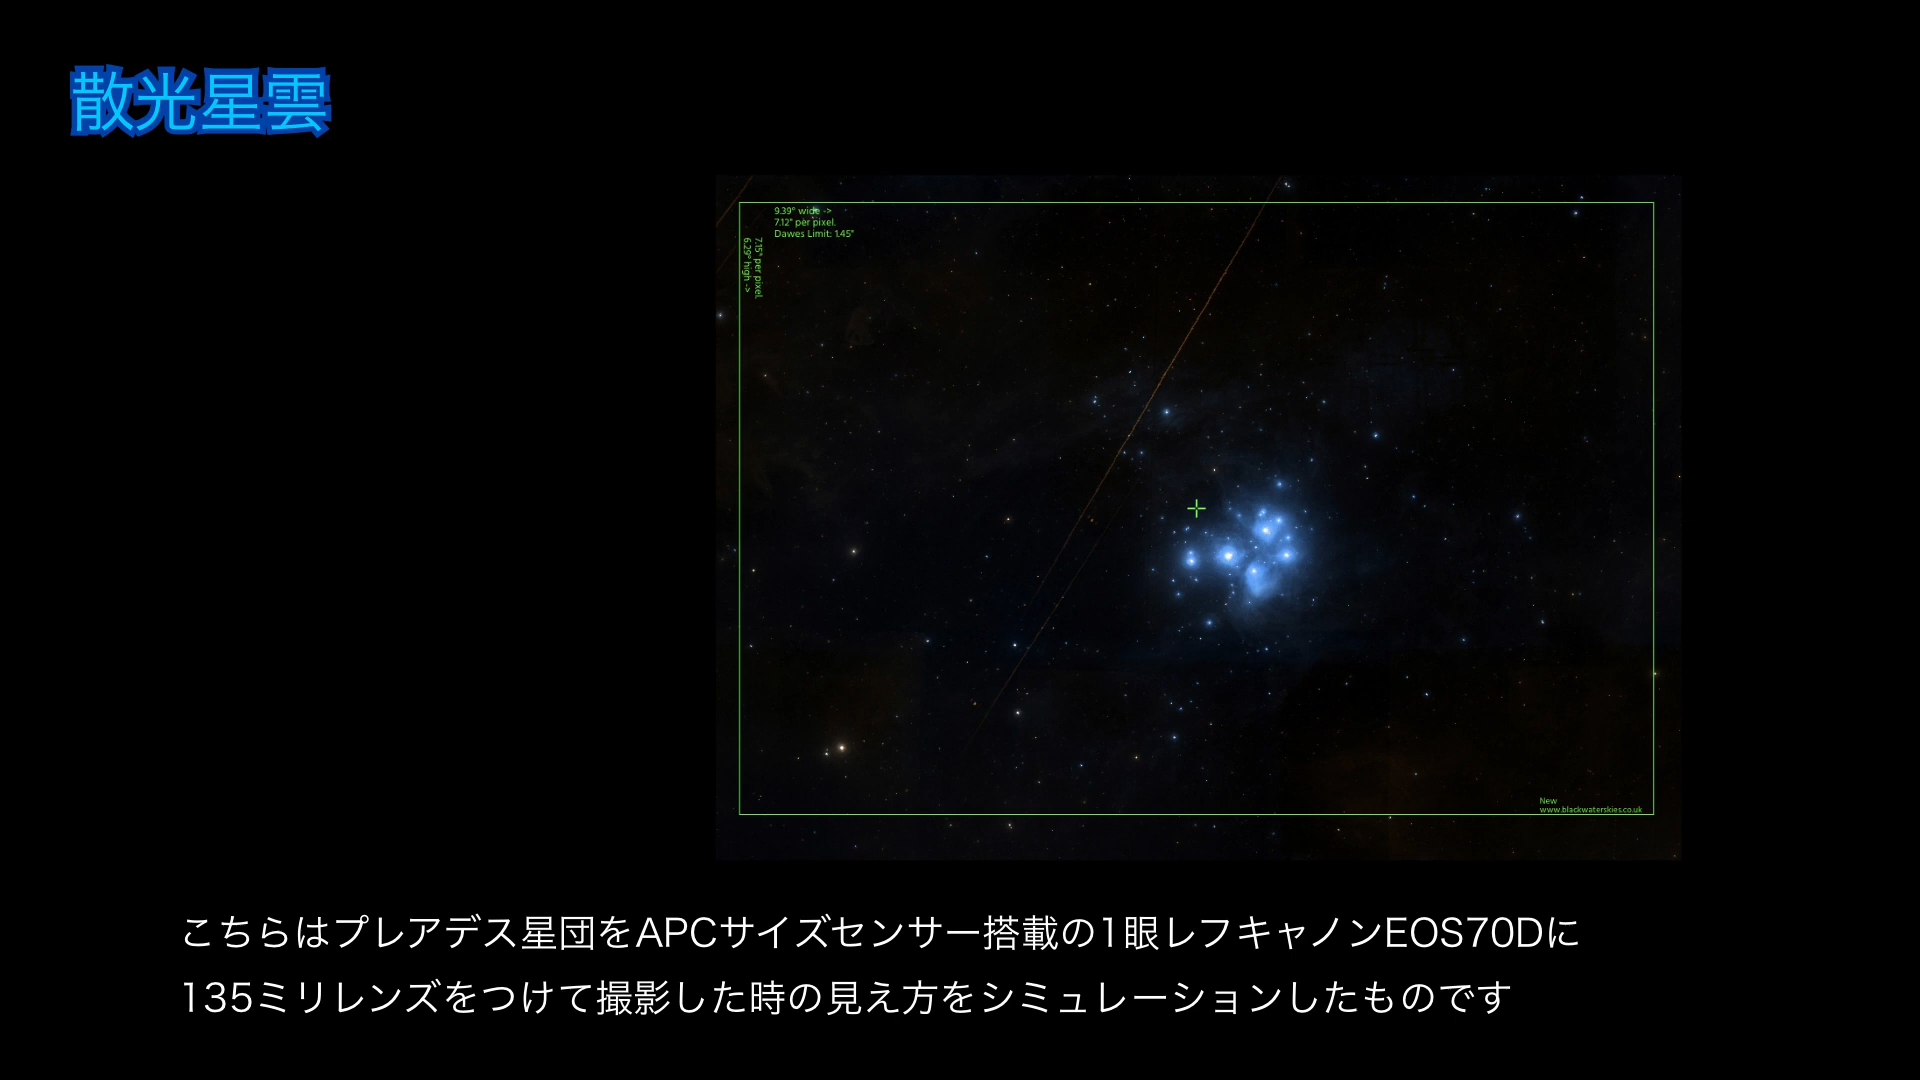 散光星雲
9.39° wide ->
7.12" per pixel.
Dawes Limit: 1.45"
7.15" per pixel.
6.29° high ->
New
www.blackwaterskies.co.uk
こちらはプレアデス星団をAPCサイズセンサー搭載の1眼レフキャノンEOS70Dに
135ミリレンズをつけて撮影した時の見え方をシミュレーションしたものです